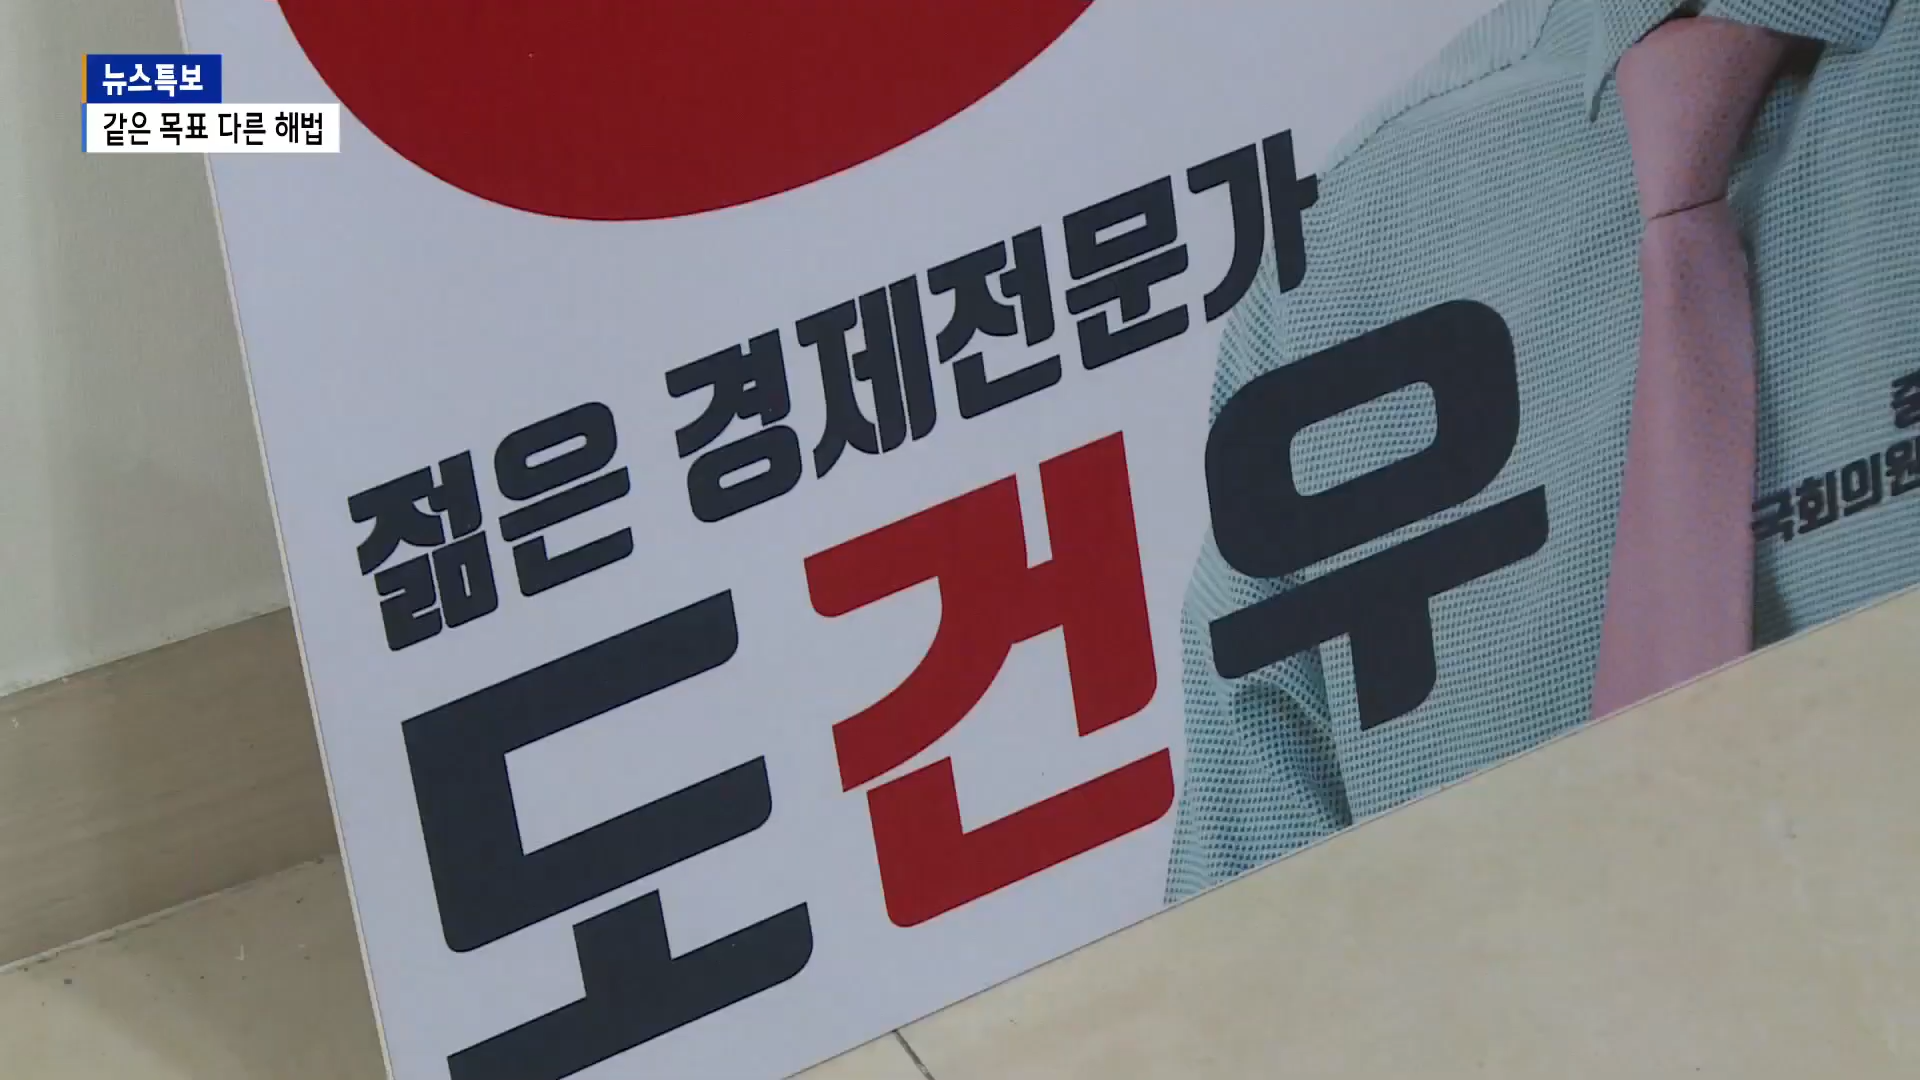 뉴스특보
같은 목표 다른 해법
젊은 경제전문가
도건우
국회의원